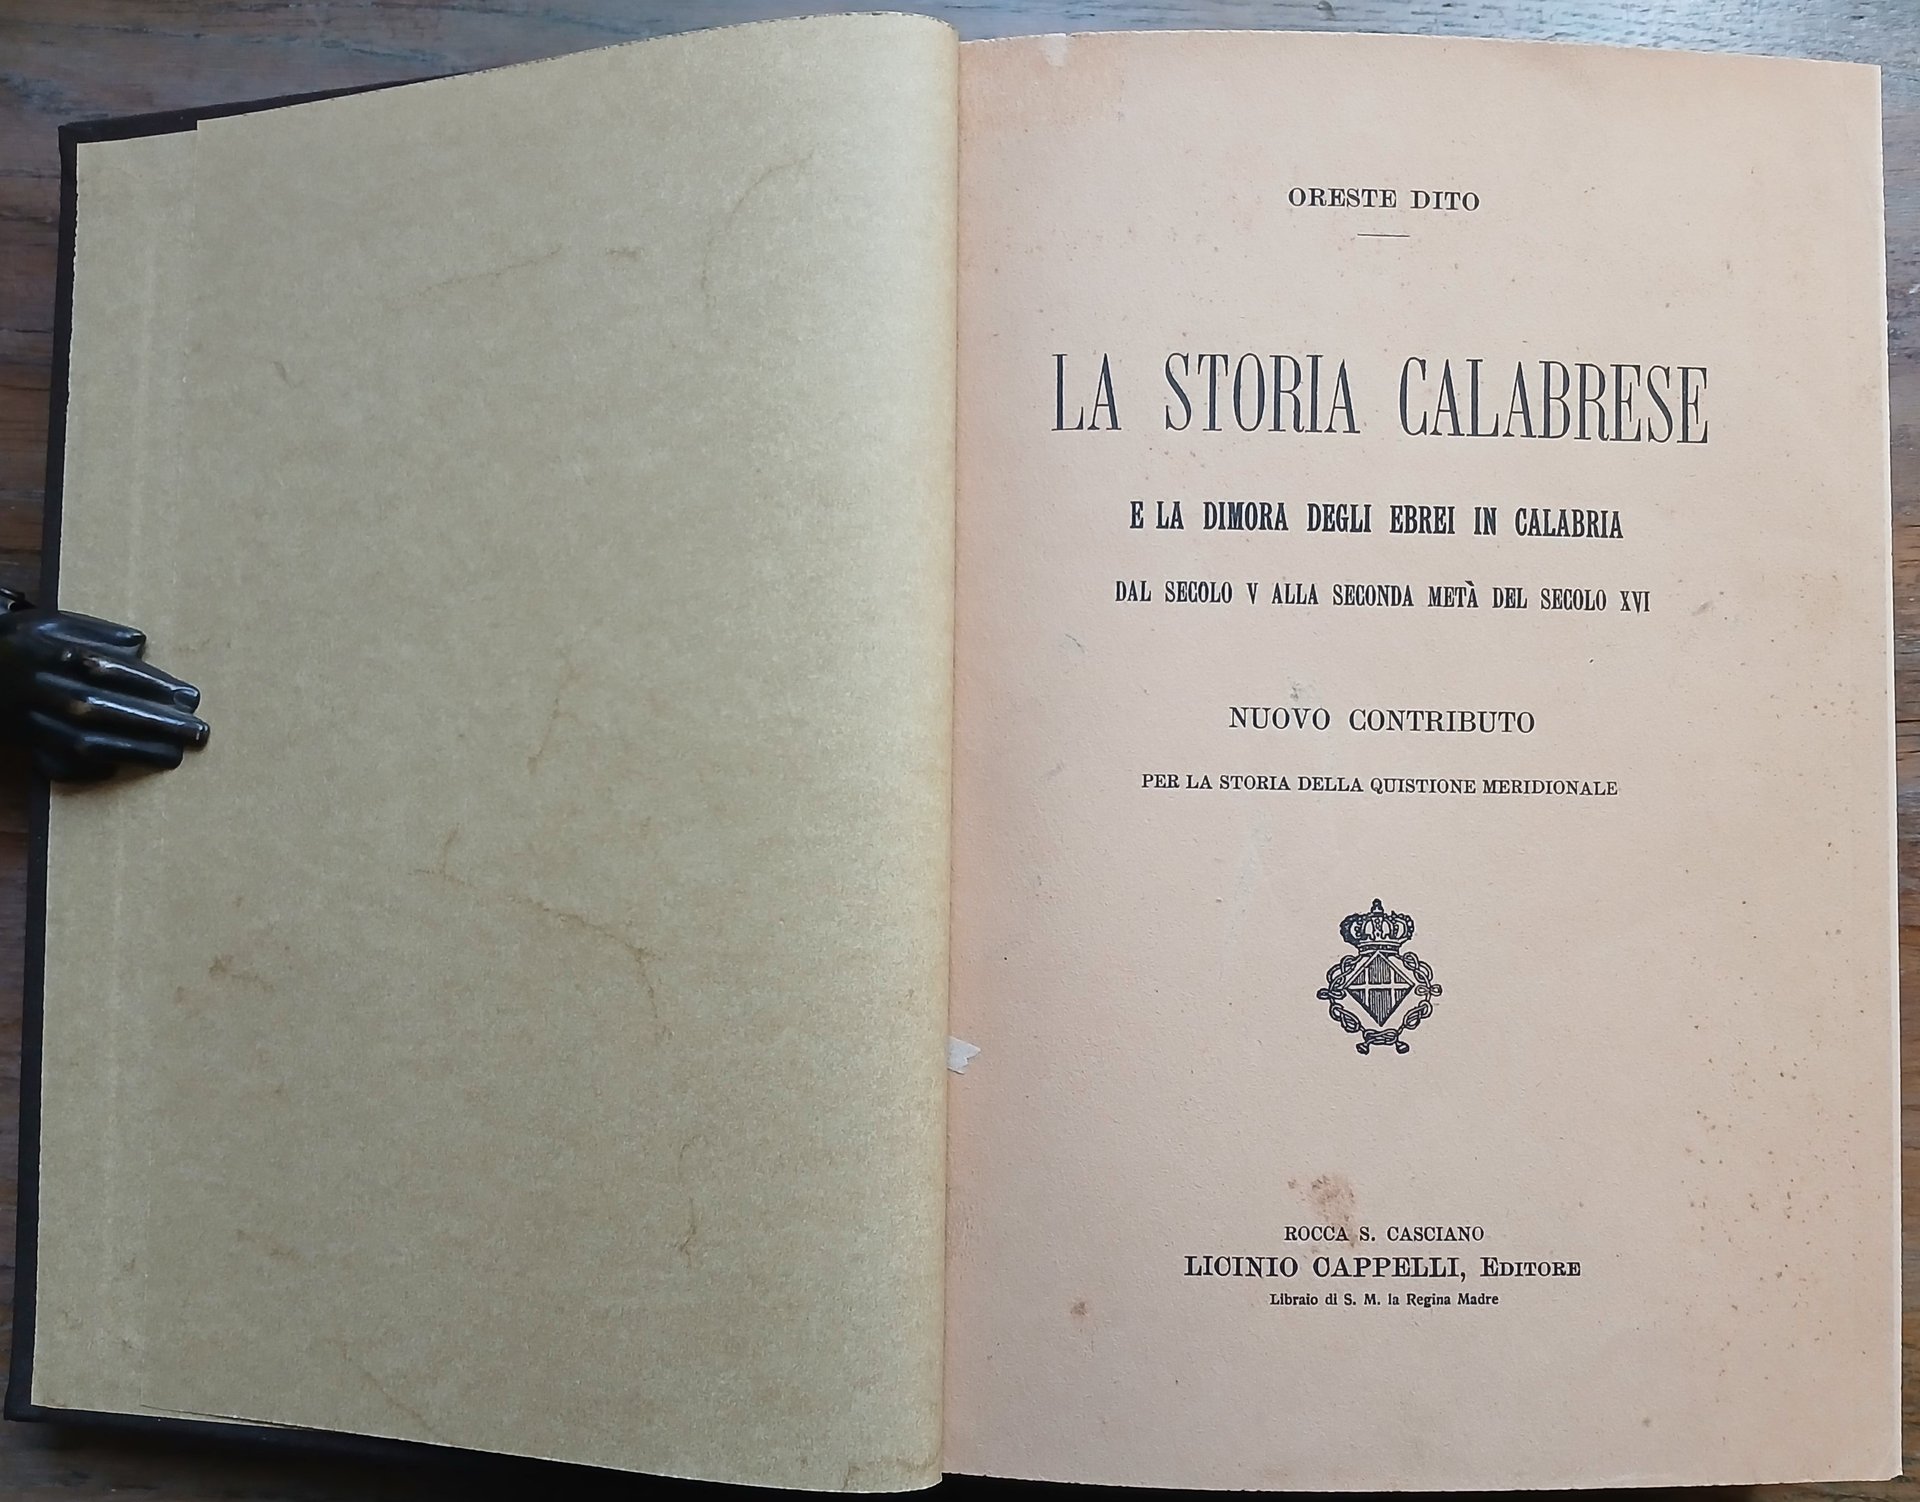 ORESTE DITO
LA STORIA CALABRESE
E LA DIMORA DEGLI EBREI IN CALABRIA
DAL SECOLO V ALLA SECONDA METÀ DEL SECOLO XVI
NUOVO CONTRIBUTO
PER LA STORIA DELLA QUISTIONE MERIDIONALE
ROCCA S. CASCIANO
LICINIO CAPPELLI, EDITORE
Libraio di S. M. la Regina Madre